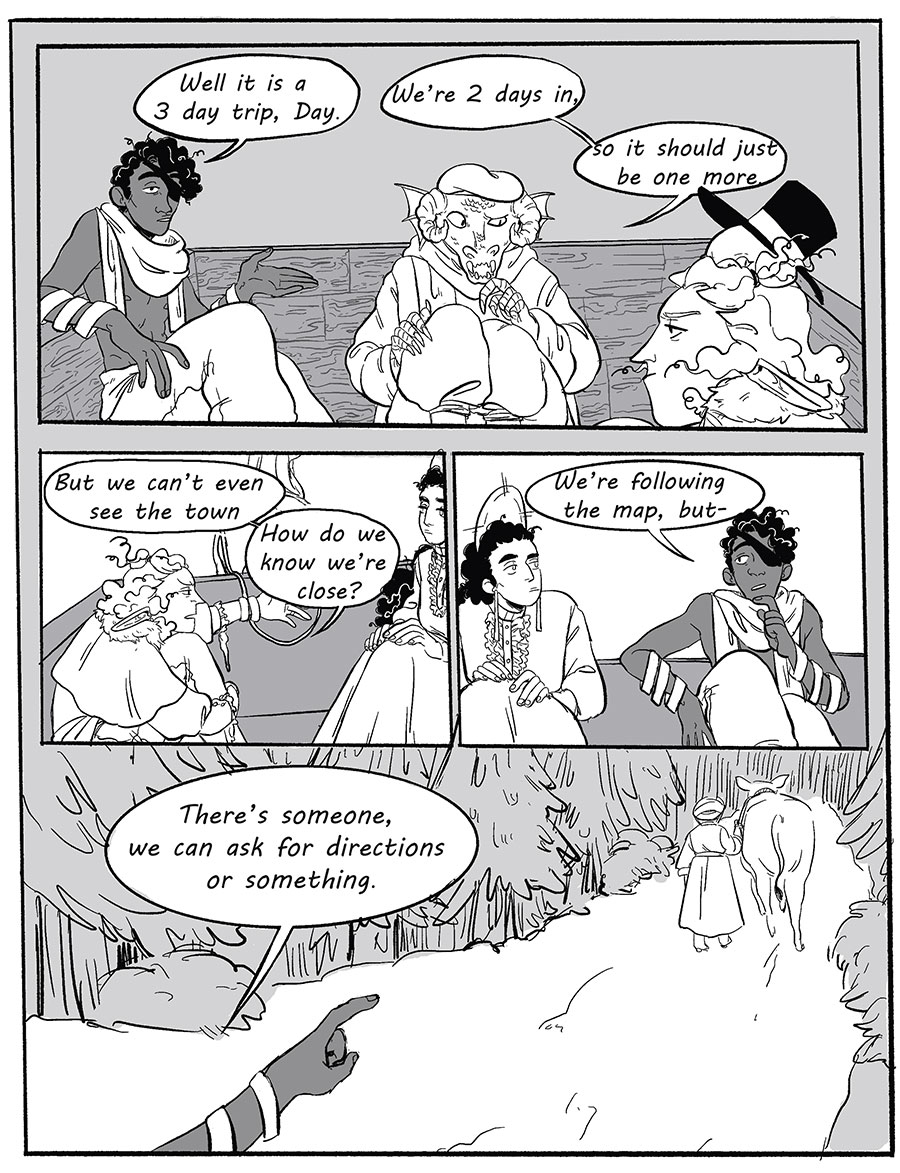 Well it is a
3 day trip, Day.
We're 2 days in,
so it should just
be one more
But we can't even
see the town
How do we
know we're
close?
We're following
the map, but-
There's someone,
we can ask for directions
or something.